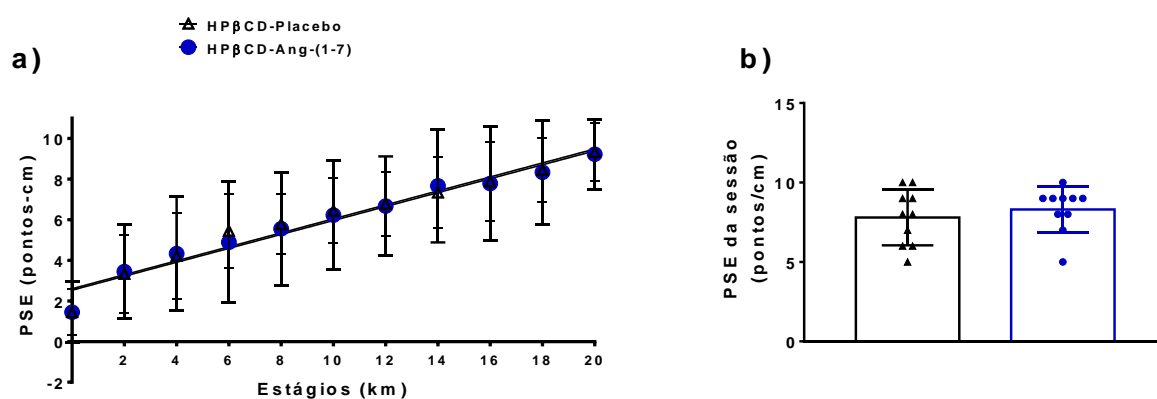 HPβCD-Placebo
HPβCD-Ang-(1-7)
a)
PSE (pontos-cm)
10
8
6
4
2
0
-2
2 4 6 8 10 12 14 16 18 20
Estágios (km)
b)
PSE da sessão
(pontos/cm)
15
10
5
0